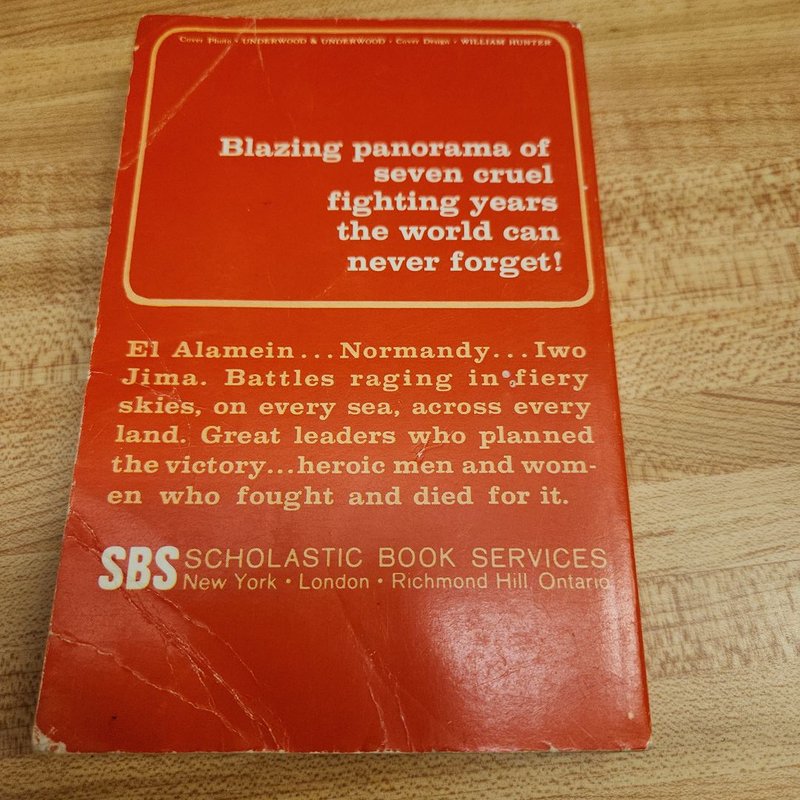 Cover Photo • UNDERWOOD & UNDERWOOD • Cover Design • WILLIAM HUNTER
Blazing panorama of
seven cruel
fighting years
the world can
never forget!
El Alamein...Normandy...Iwo
Jima. Battles raging in fiery
skies, on every sea, across every
land. Great leaders who planned
the victory...heroic men and wom-
en who fought and died for it.
SBS SCHOLASTIC BOOK SERVICES
New York • London • Richmond Hill Ontario